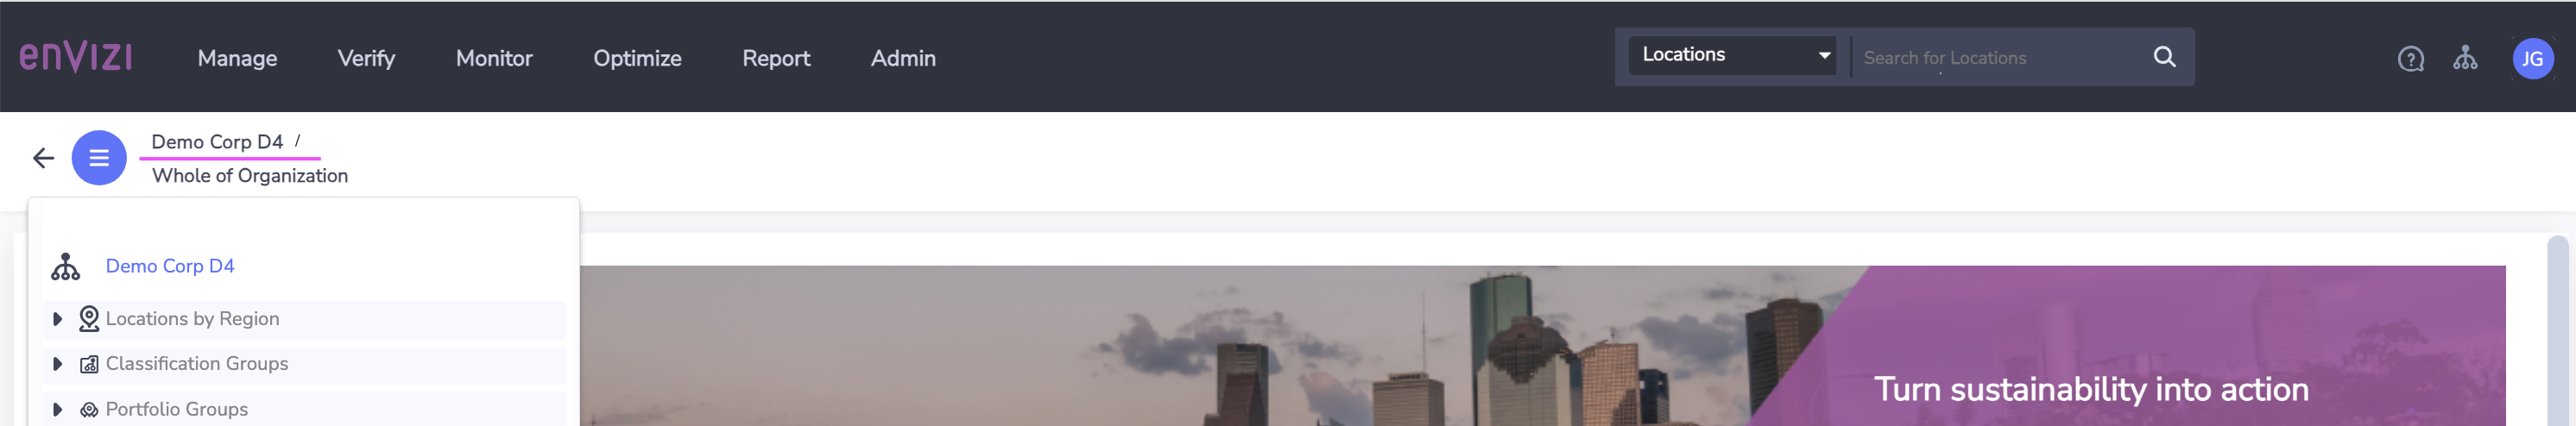 enVIZI
Manage Verify Monitor Optimize Report Admin
Locations
Search for Locations
JG
Demo Corp D4 /
Whole of Organization
Demo Corp D4
Locations by Region
Classification Groups
Portfolio Groups
Turn sustainability into action